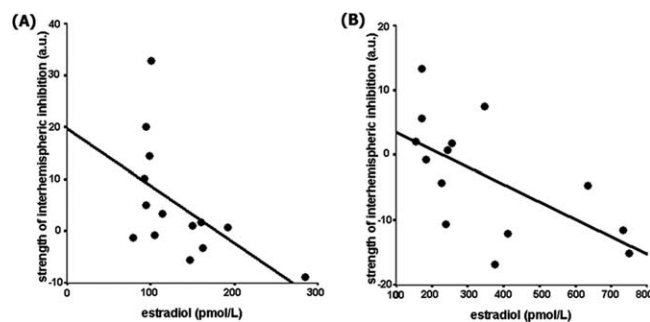 (A)
40
30
20
10
0
-10
strength of interhemispheric inhibition (a.u.)
0 100 200 300
estradiol (pmol/L)
(B)
20
10
0
-10
-20
strength of interhemispheric inhibition (a.u.)
100 200 300 400 500 600 700 800
estradiol (pmol/L)